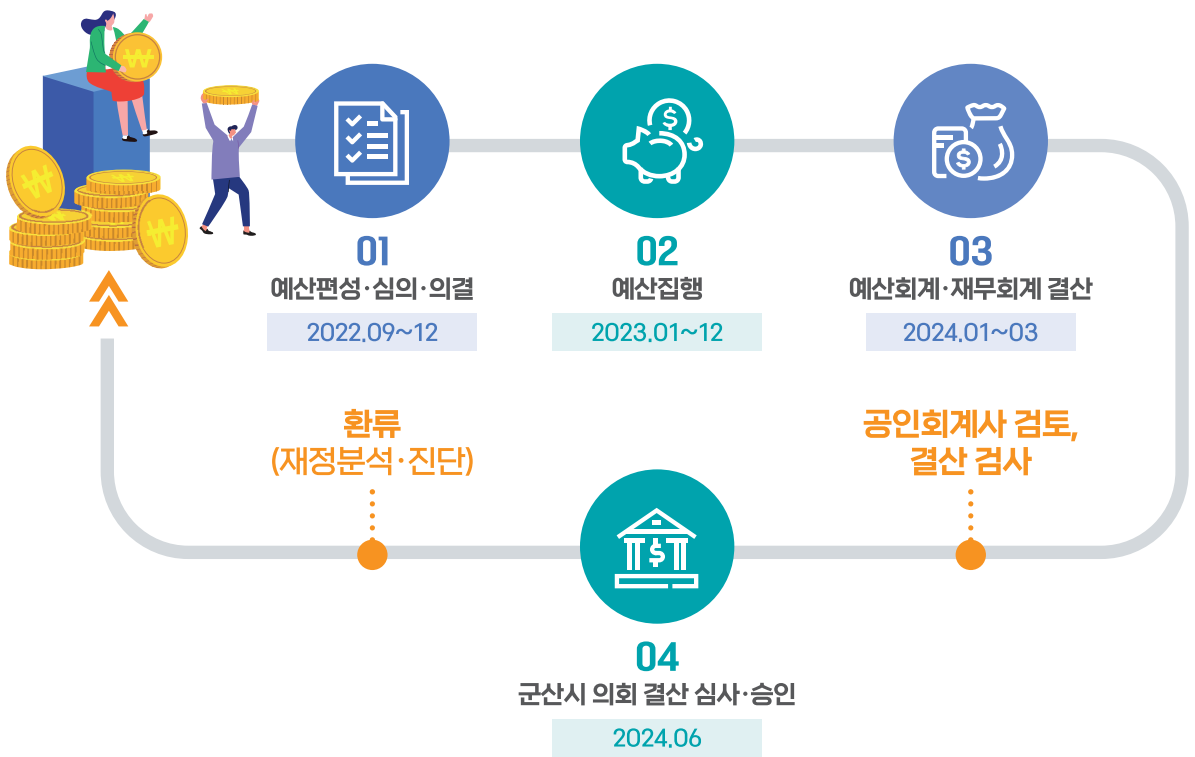 01
예산편성·심의·의결
2022.09~12
02
예산집행
2023.01~12
03
예산회계·재무회계 결산
2024.01~03
공인회계사 검토,
결산 검사
04
군산시 의회 결산 심사·승인
2024.06
환류
(재정분석·진단)